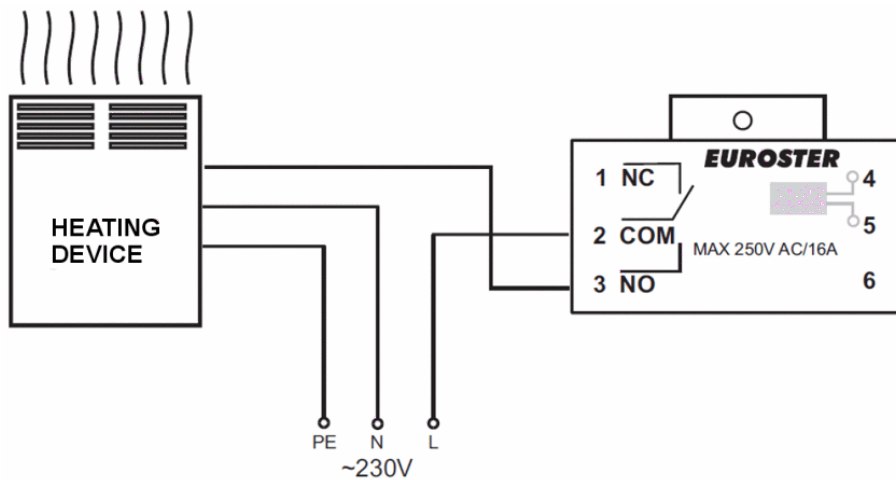 HEATING
DEVICE
EUROSTER
1 NC
4
2 COM
5
MAX 250V AC/16A
3 NO
6
PE N L
~230V